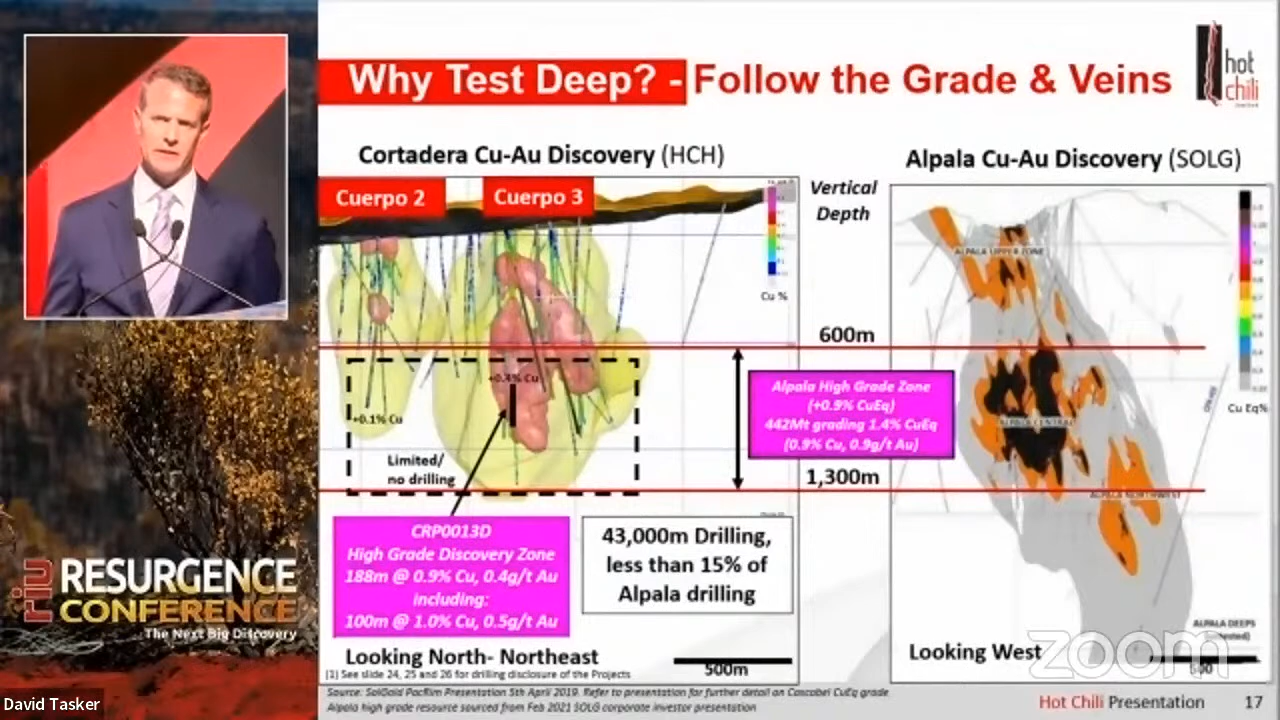 Why Test Deep? - Follow the Grade & Veins
hot
chili
Cortadera Cu-Au Discovery (HCH)
Alpala Cu-Au Discovery (SOLG)
Vertical
Depth
Cuerpo 2
Cuerpo 3
ALPALA UPPER ZONE
Cu %
600m
+0.4% Cu
+0.1% Cu
Alpala High Grade Zone
(+0.9% CuEq)
442Mt grading 1.4% CuEq
(0.9% Cu, 0.9g/t Au)
Cu Eq%
ALPALA CENTRAL
Limited/
no drilling
1,300m
ALPALA NORTHWEST
CRP0013D
High Grade Discovery Zone
188m @ 0.9% Cu, 0.4g/t Au
including:
100m @ 1.0% Cu, 0.5g/t Au
43,000m Drilling,
less than 15% of
Alpala drilling
riu RESURGENCE
CONFERENCE
The Next Big Discovery
ALPALA DEEPS
Looking North- Northeast
500m
Looking West
500
zoom
(1) See slide 24, 25 and 26 for drilling disclosure of the Projects
Source: SolGold PacRim Presentation 5th April 2019. Refer to presentation for further detail on Cascabel CuEq grade
Alpala high grade resource sourced from Feb 2021 SOLG corporate investor presentation
Hot Chili Presentation 17
David Tasker